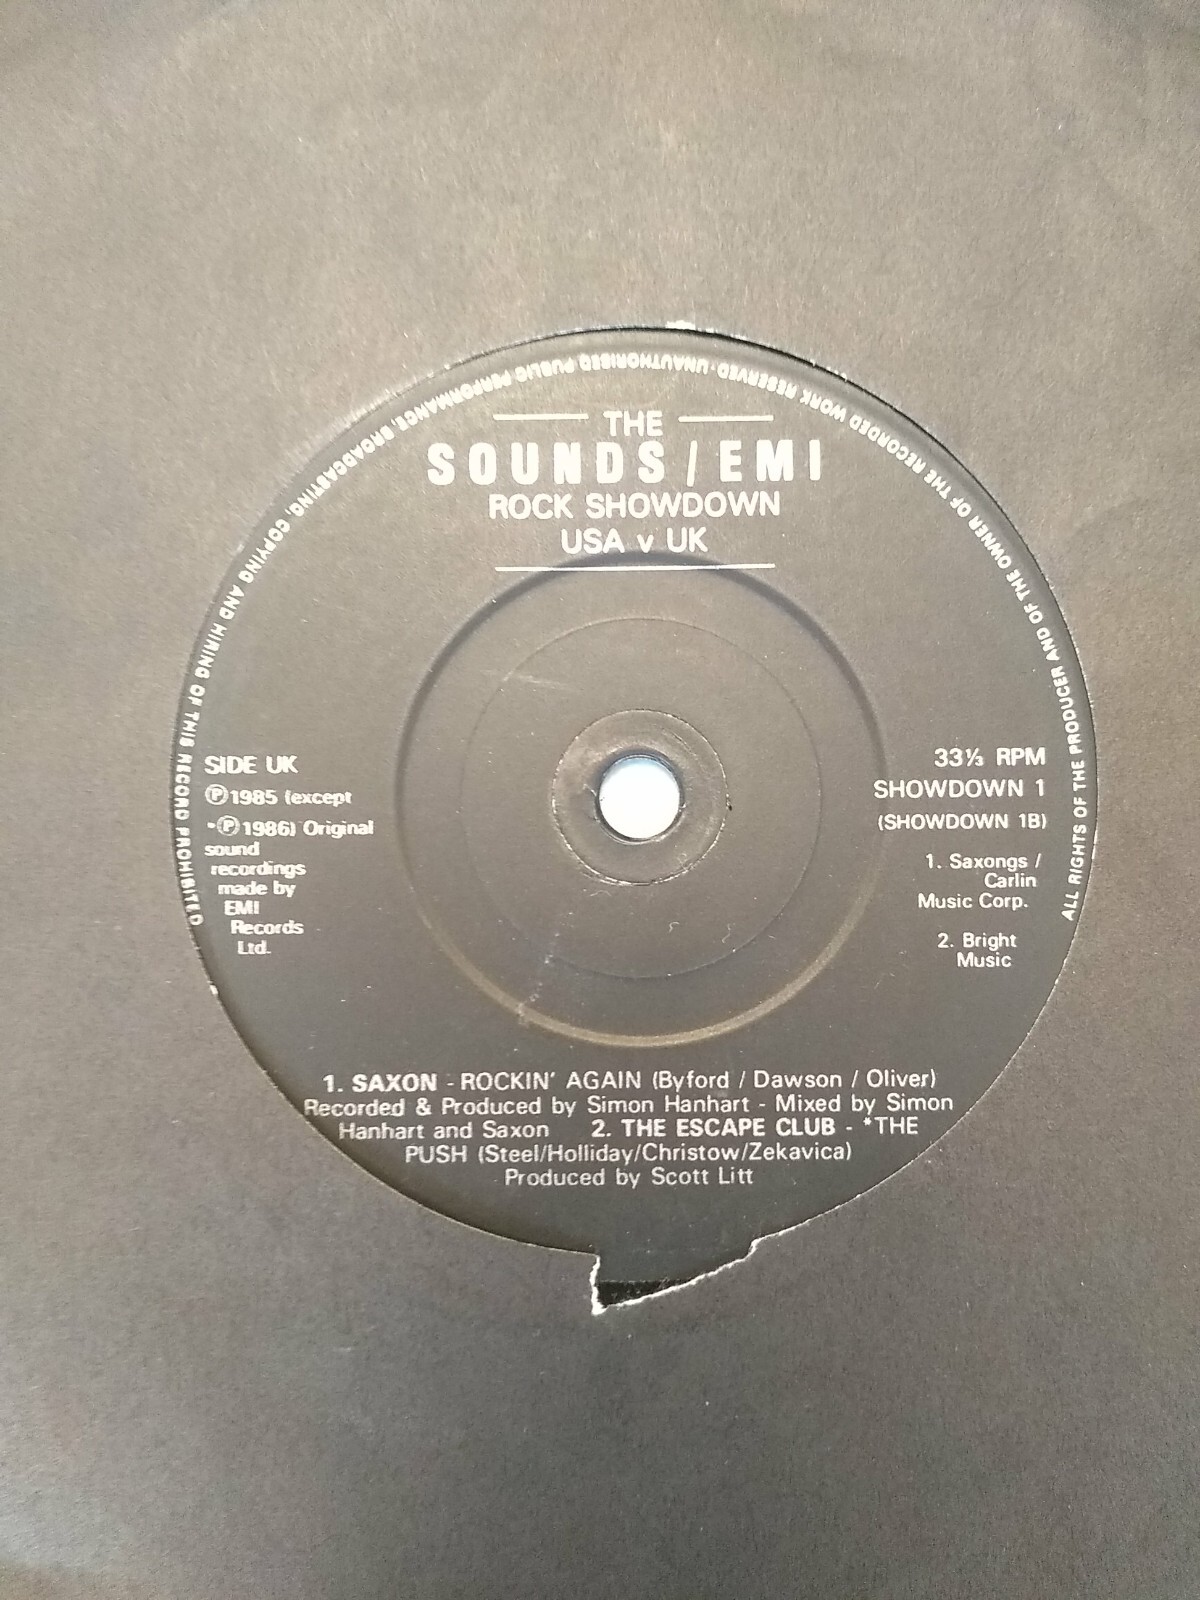 THE
SOUNDS / EMI
ROCK SHOWDOWN
USA v UK
SIDE UK
Ⓟ1985 (except
*Ⓟ1986) Original
sound
recordings
made by
EMI
Records
Ltd.
33⅓ RPM
SHOWDOWN 1
(SHOWDOWN 1B)
1. Saxongs /
Carlin
Music Corp.
2. Bright
Music
1. SAXON - ROCKIN' AGAIN (Byford / Dawson / Oliver)
Recorded & Produced by Simon Hanhart - Mixed by Simon
Hanhart and Saxon 2. THE ESCAPE CLUB - *THE
PUSH (Steel/Holliday/Christow/Zekavica)
Produced by Scott Litt
ALL RIGHTS OF THE PRODUCER AND OF THE OWNER OF THE RECORDED WORK RESERVED. UNAUTHORISED PUBLIC PERFORMANCE, BROADCASTING, COPYING AND HIRING OF THIS RECORD PROHIBITED